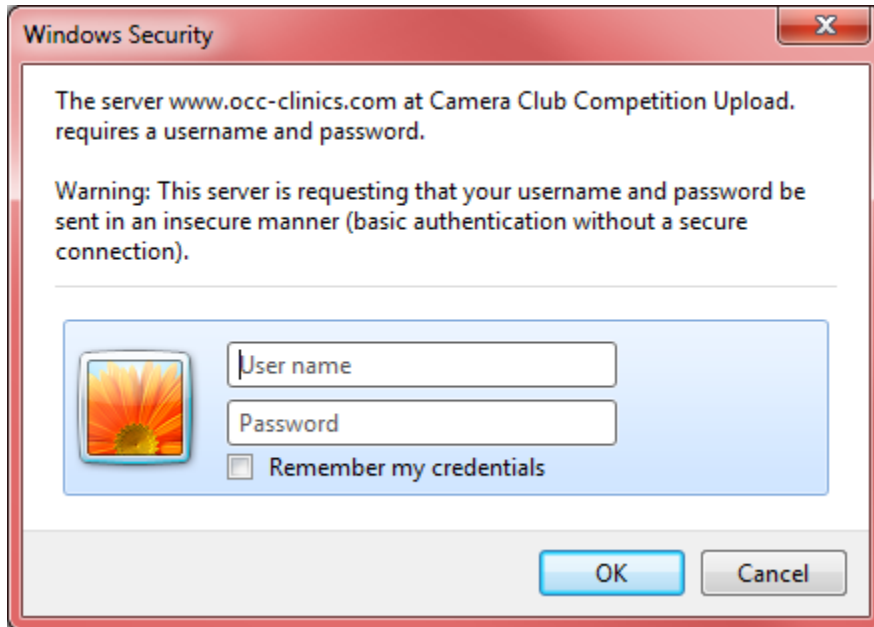 Windows Security
The server www.occ-clinics.com at Camera Club Competition Upload.
requires a username and password.
Warning: This server is requesting that your username and password be
sent in an insecure manner (basic authentication without a secure
connection).
User name
Password
Remember my credentials
OK
Cancel